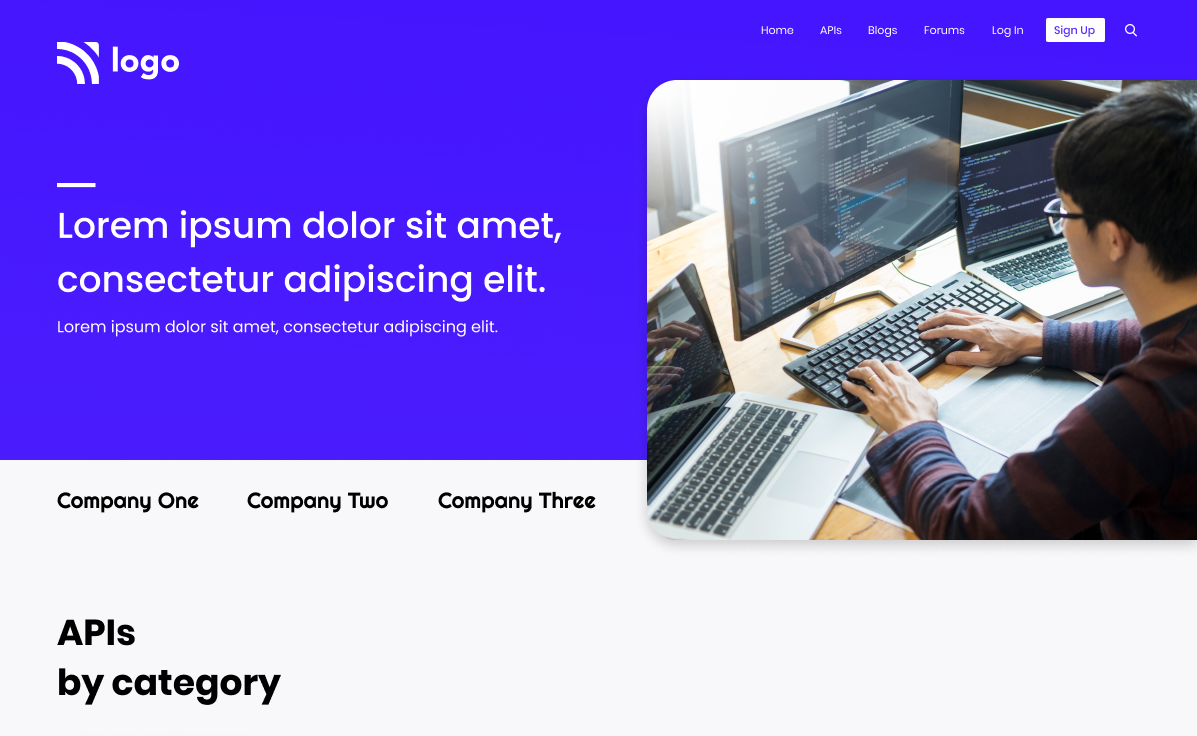 Home APIs Blogs Forums Log In Sign Up
logo
Lorem ipsum dolor sit amet,
consectetur adipiscing elit.
Lorem ipsum dolor sit amet, consectetur adipiscing elit.
Company One Company Two Company Three
APIs
by category